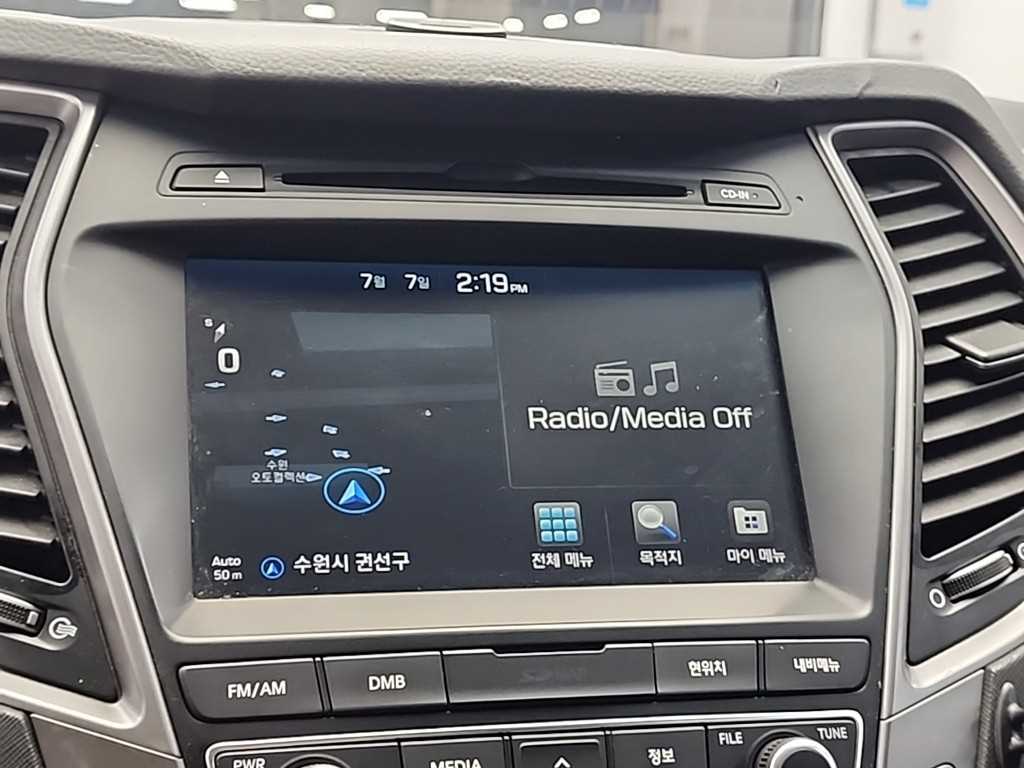 CD-IN
7월 7일 2:19PM
S
0
Radio/Media Off
수원
오토컬렉션
전체 메뉴
목적지
마이 메뉴
Auto
50 m
수원시 권선구
FM/AM
DMB
현위치
내비메뉴
PWR
MEDIA
정보
FILE
TUNE